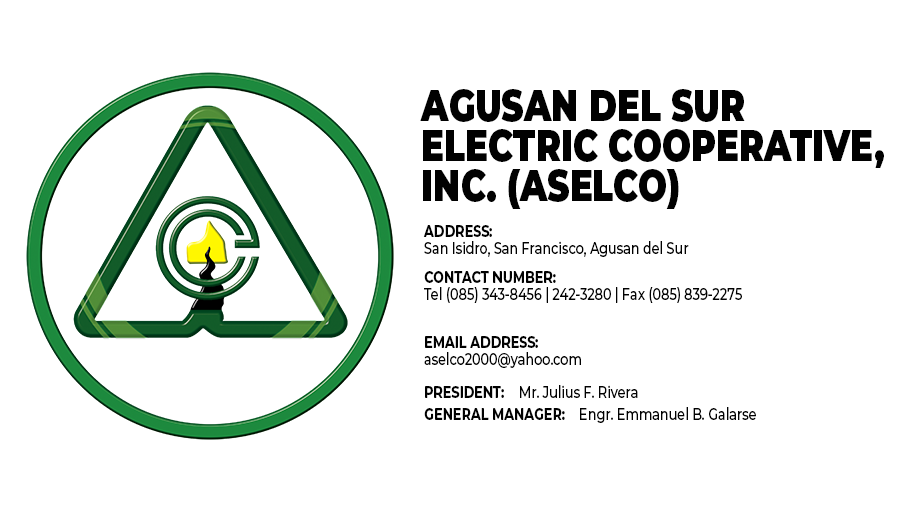 AGUSAN DEL SUR
ELECTRIC COOPERATIVE,
INC. (ASELCO)
ADDRESS:
San Isidro, San Francisco, Agusan del Sur
CONTACT NUMBER:
Tel (085) 343-8456 | 242-3280 | Fax (085) 839-2275
EMAIL ADDRESS:
aselco2000@yahoo.com
PRESIDENT: Mr. Julius F. Rivera
GENERAL MANAGER: Engr. Emmanuel B. Galarse